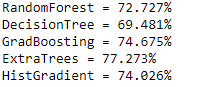 RandomForest = 72.727%
DecisionTree = 69.481%
GradBoosting = 74.675%
ExtraTrees = 77.273%
HistGradient = 74.026%